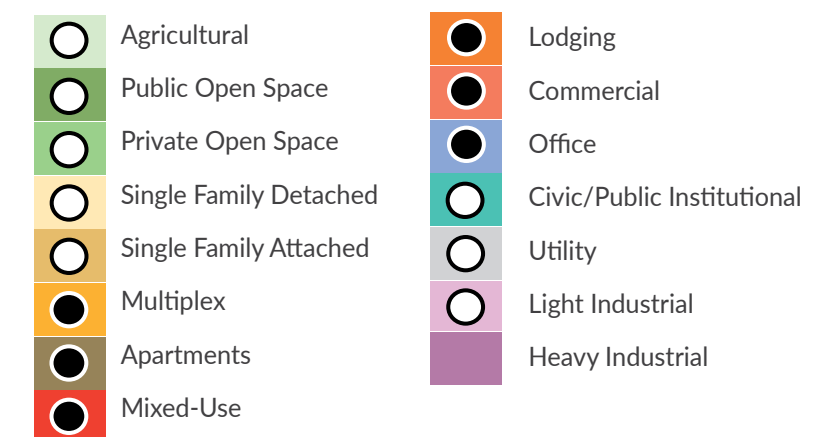 Agricultural
Public Open Space
Private Open Space
Single Family Detached
Single Family Attached
Multiplex
Apartments
Mixed-Use
Lodging
Commercial
Office
Civic/Public Institutional
Utility
Light Industrial
Heavy Industrial